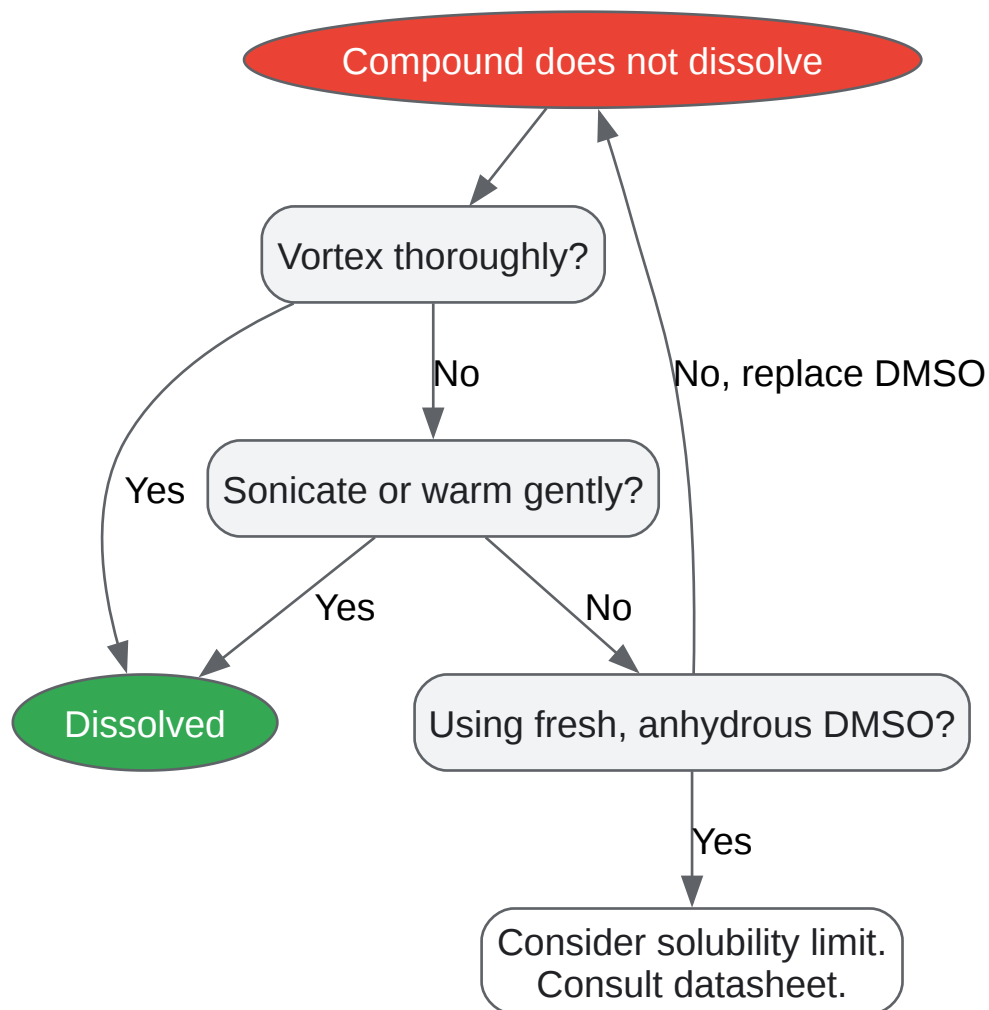 Compound does not dissolve
Vortex thoroughly?
No
No, replace DMSO
Yes
Sonicate or warm gently?
Yes
No
Dissolved
Using fresh, anhydrous DMSO?
Yes
Consider solubility limit.
Consult datasheet.